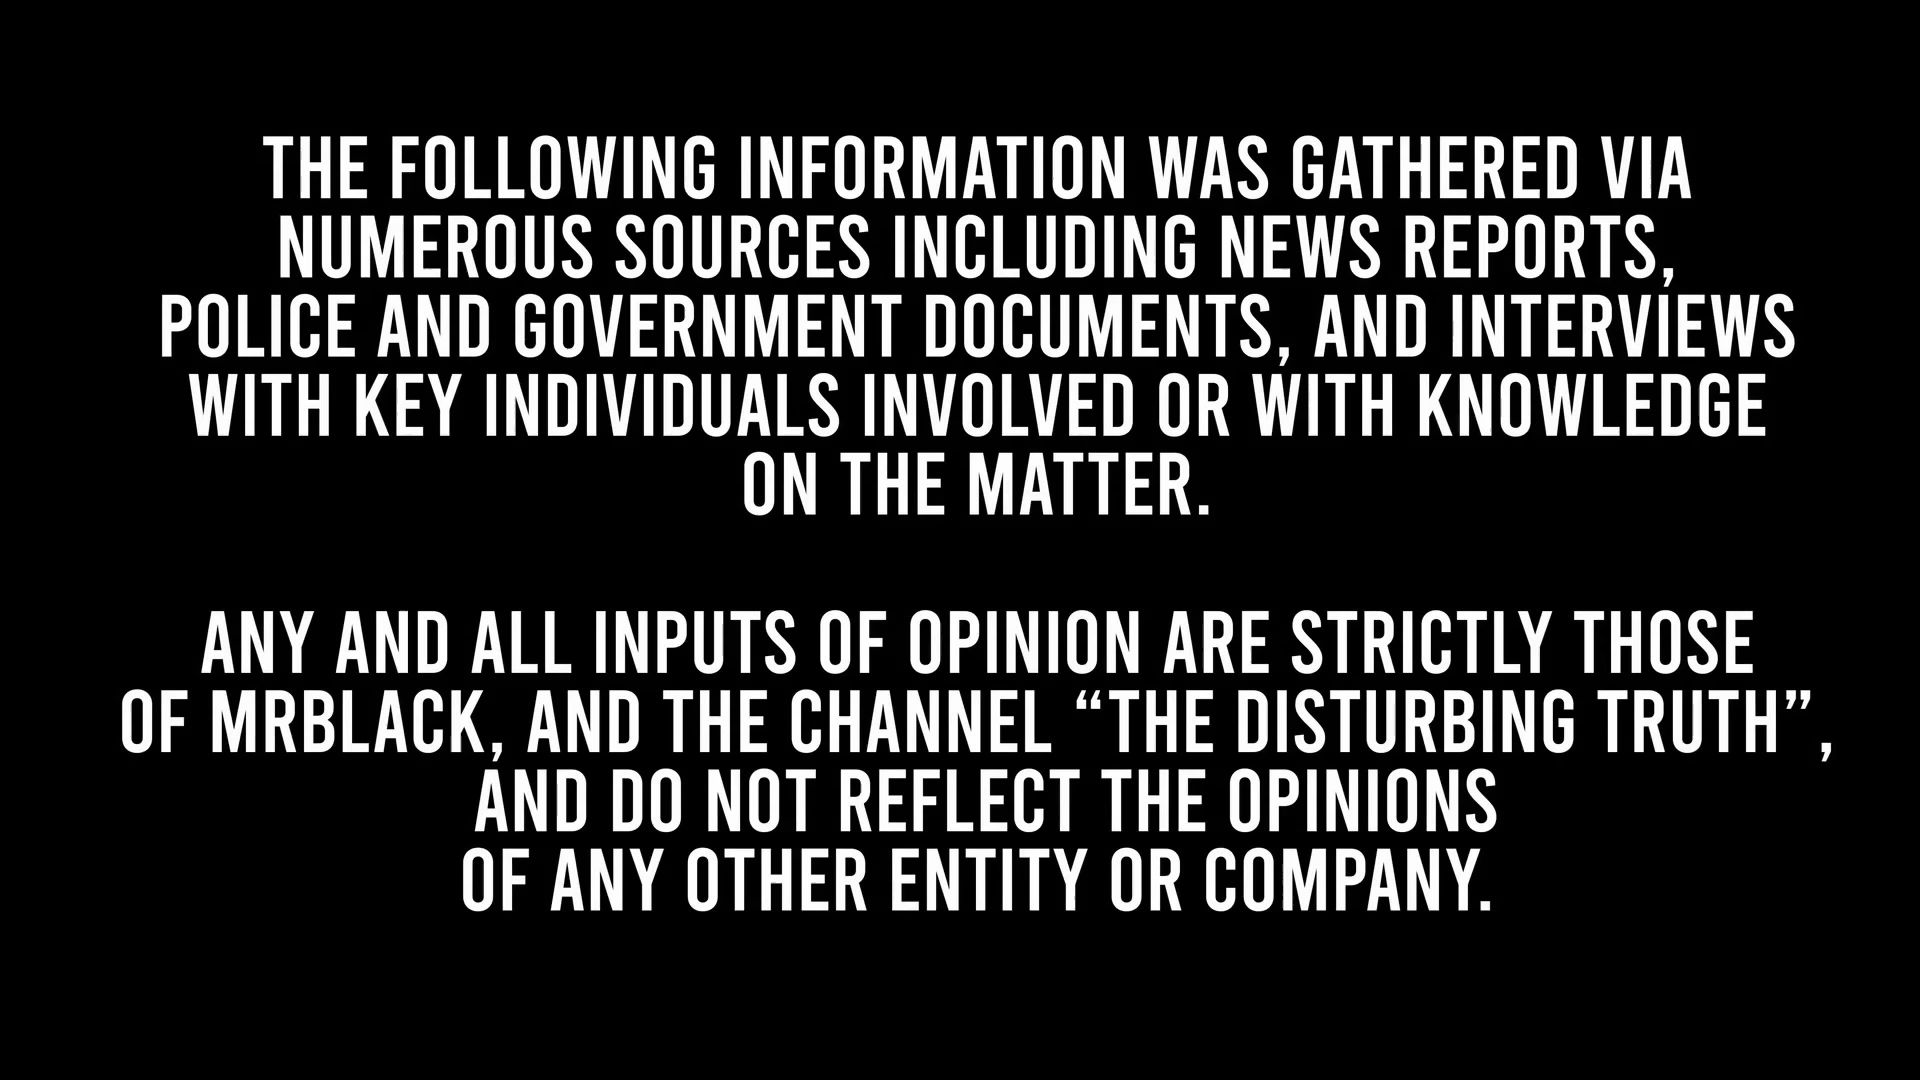 THE FOLLOWING INFORMATION WAS GATHERED VIA
NUMEROUS SOURCES INCLUDING NEWS REPORTS,
POLICE AND GOVERNMENT DOCUMENTS, AND INTERVIEWS
WITH KEY INDIVIDUALS INVOLVED OR WITH KNOWLEDGE
ON THE MATTER.
ANY AND ALL INPUTS OF OPINION ARE STRICTLY THOSE
OF MRBLACK, AND THE CHANNEL “THE DISTURBING TRUTH”,
AND DO NOT REFLECT THE OPINIONS
OF ANY OTHER ENTITY OR COMPANY.